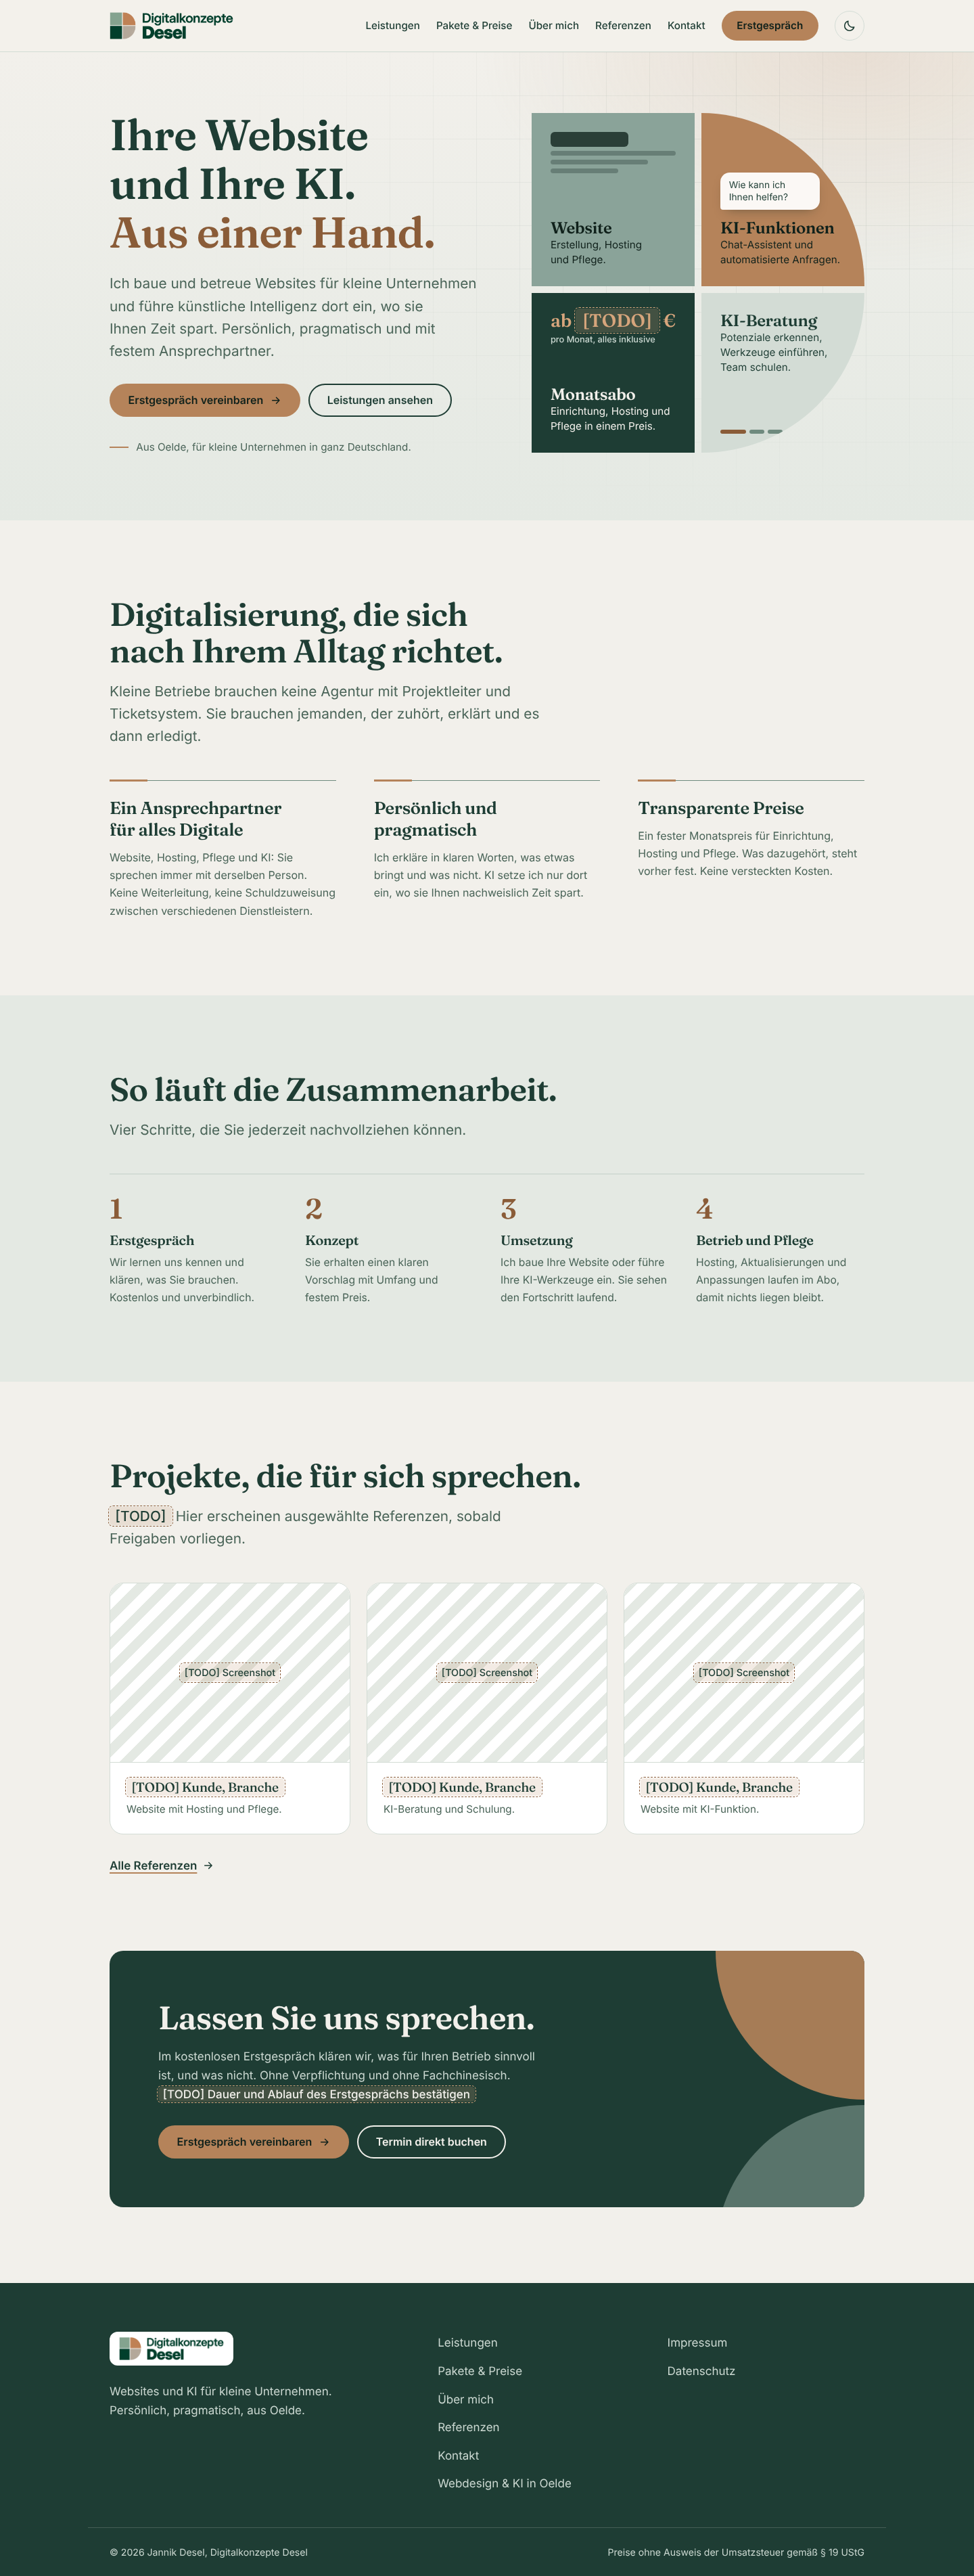 Digitalkonzepte
Desel
Leistungen
Pakete & Preise
Über mich
Referenzen
Kontakt
Erstgespräch
Ihre Website
und Ihre KI.
Aus einer Hand.
Ich baue und betreue Websites für kleine Unternehmen
und führe künstliche Intelligenz dort ein, wo sie
Ihnen Zeit spart. Persönlich, pragmatisch und mit
festem Ansprechpartner.
Erstgespräch vereinbaren →
Leistungen ansehen
Aus Oelde, für kleine Unternehmen in ganz Deutschland.
Website
Erstellung, Hosting
und Pflege.
Wie kann ich
Ihnen helfen?
KI-Funktionen
Chat-Assistent und
automatisierte Anfragen.
ab [TODO] €
pro Monat, alles inklusive
Monatsabo
Einrichtung, Hosting und
Pflege in einem Preis.
KI-Beratung
Potenziale erkennen,
Werkzeuge einführen,
Team schulen.
Digitalisierung, die sich
nach Ihrem Alltag richtet.
Kleine Betriebe brauchen keine Agentur mit Projektleiter und
Ticketsystem. Sie brauchen jemanden, der zuhört, erklärt und es
dann erledigt.
Ein Ansprechpartner
für alles Digitale
Website, Hosting, Pflege und KI: Sie
sprechen immer mit derselben Person.
Keine Weiterleitung, keine Schuldzuweisung
zwischen verschiedenen Dienstleistern.
Persönlich und
pragmatisch
Ich erkläre in klaren Worten, was etwas
bringt und was nicht. KI setze ich nur dort
ein, wo sie Ihnen nachweislich Zeit spart.
Transparente Preise
Ein fester Monatspreis für Einrichtung,
Hosting und Pflege. Was dazugehört, steht
vorher fest. Keine versteckten Kosten.
So läuft die Zusammenarbeit.
Vier Schritte, die Sie jederzeit nachvollziehen können.
1
Erstgespräch
Wir lernen uns kennen und
klären, was Sie brauchen.
Kostenlos und unverbindlich.
2
Konzept
Sie erhalten einen klaren
Vorschlag mit Umfang und
festem Preis.
3
Umsetzung
Ich baue Ihre Website oder führe
Ihre KI-Werkzeuge ein. Sie sehen
den Fortschritt laufend.
4
Betrieb und Pflege
Hosting, Aktualisierungen und
Anpassungen laufen im Abo,
damit nichts liegen bleibt.
Projekte, die für sich sprechen.
[TODO] Hier erscheinen ausgewählte Referenzen, sobald
Freigaben vorliegen.
[TODO] Screenshot
[TODO] Kunde, Branche
Website mit Hosting und Pflege.
[TODO] Screenshot
[TODO] Kunde, Branche
KI-Beratung und Schulung.
[TODO] Screenshot
[TODO] Kunde, Branche
Website mit KI-Funktion.
Alle Referenzen →
Lassen Sie uns sprechen.
Im kostenlosen Erstgespräch klären wir, was für Ihren Betrieb sinnvoll
ist, und was nicht. Ohne Verpflichtung und ohne Fachchinesisch.
[TODO] Dauer und Ablauf des Erstgesprächs bestätigen
Erstgespräch vereinbaren →
Termin direkt buchen
Digitalkonzepte
Desel
Websites und KI für kleine Unternehmen.
Persönlich, pragmatisch, aus Oelde.
Leistungen
Pakete & Preise
Über mich
Referenzen
Kontakt
Webdesign & KI in Oelde
Impressum
Datenschutz
© 2026 Jannik Desel, Digitalkonzepte Desel
Preise ohne Ausweis der Umsatzsteuer gemäß § 19 UStG